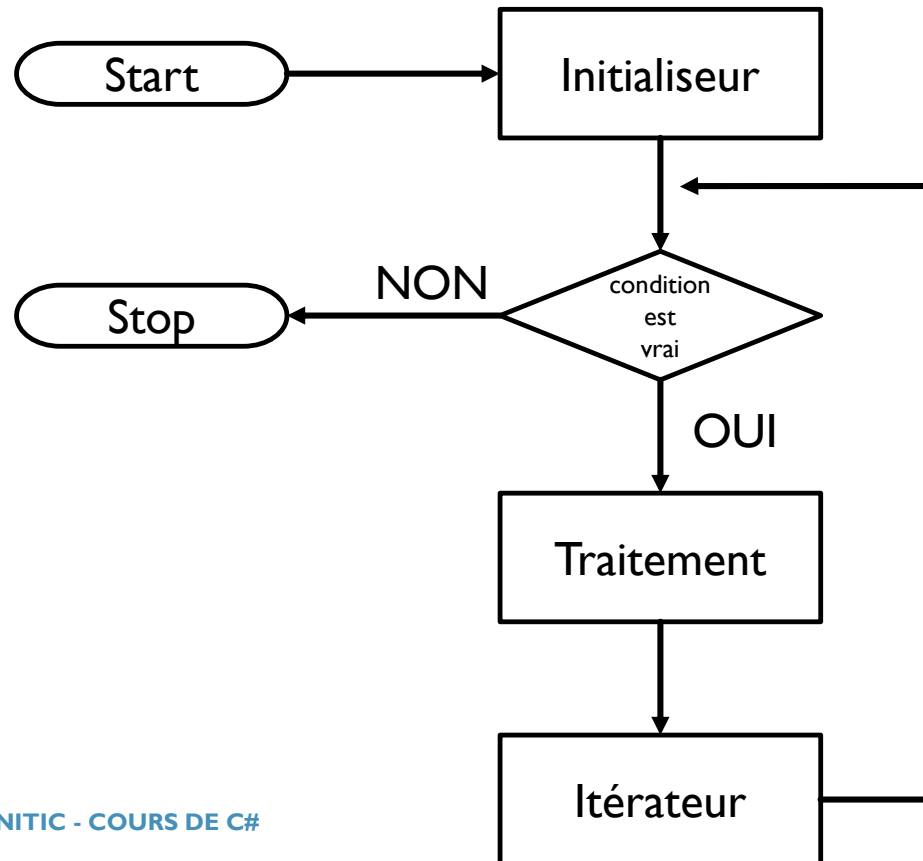 Start
Initialiseur
NON
condition
est
vrai
Stop
OUI
Traitement
Itérateur
NITIC - COURS DE C#